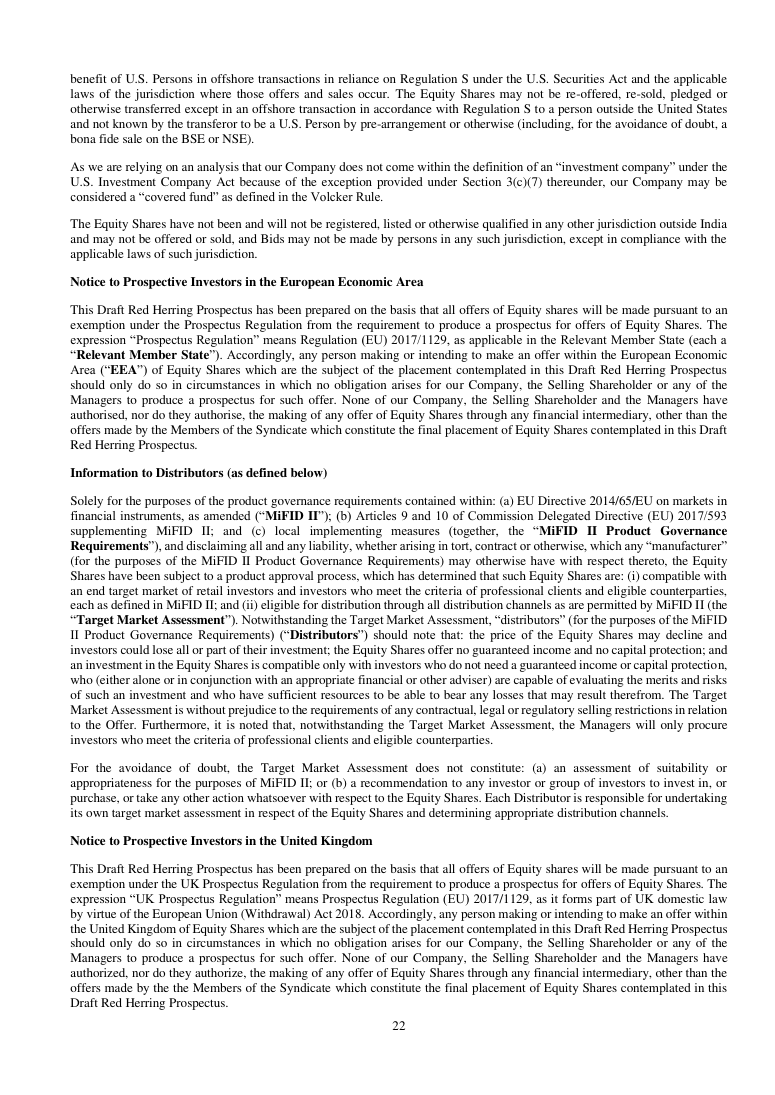 benefit of U.S. Persons in offshore transactions in reliance on Regulation S under the U.S. Securities Act and the applicable
laws of the jurisdiction where those offers and sales occur. The Equity Shares may not be re-offered, re-sold, pledged or
otherwise transferred except in an offshore transaction in accordance with Regulation S to a person outside the United States
and not known by the transferor to be a U.S. Person by pre-arrangement or otherwise (including, for the avoidance of doubt, a
bona fide sale on the BSE or NSE).
As we are relying on an analysis that our Company does not come within the definition of an “investment company” under the
U.S. Investment Company Act because of the exception provided under Section 3(c)(7) thereunder, our Company may be
considered a “covered fund” as defined in the Volcker Rule.
The Equity Shares have not been and will not be registered, listed or otherwise qualified in any other jurisdiction outside India
and may not be offered or sold, and Bids may not be made by persons in any such jurisdiction, except in compliance with the
applicable laws of such jurisdiction.
Notice to Prospective Investors in the European Economic Area
This Draft Red Herring Prospectus has been prepared on the basis that all offers of Equity shares will be made pursuant to an
exemption under the Prospectus Regulation from the requirement to produce a prospectus for offers of Equity Shares. The
expression “Prospectus Regulation” means Regulation (EU) 2017/1129, as applicable in the Relevant Member State (each a
“Relevant Member State”). Accordingly, any person making or intending to make an offer within the European Economic
Area (“EEA”) of Equity Shares which are the subject of the placement contemplated in this Draft Red Herring Prospectus
should only do so in circumstances in which no obligation arises for our Company, the Selling Shareholder or any of the
Managers to produce a prospectus for such offer. None of our Company, the Selling Shareholder and the Managers have
authorised, nor do they authorise, the making of any offer of Equity Shares through any financial intermediary, other than the
offers made by the Members of the Syndicate which constitute the final placement of Equity Shares contemplated in this Draft
Red Herring Prospectus.
Information to Distributors (as defined below)
Solely for the purposes of the product governance requirements contained within: (a) EU Directive 2014/65/EU on markets in
financial instruments, as amended (“MiFID II”); (b) Articles 9 and 10 of Commission Delegated Directive (EU) 2017/593
supplementing MiFID II; and (c) local implementing measures (together, the “MiFID II Product Governance
Requirements”), and disclaiming all and any liability, whether arising in tort, contract or otherwise, which any “manufacturer”
(for the purposes of the MiFID II Product Governance Requirements) may otherwise have with respect thereto, the Equity
Shares have been subject to a product approval process, which has determined that such Equity Shares are: (i) compatible with
an end target market of retail investors and investors who meet the criteria of professional clients and eligible counterparties,
each as defined in MiFID II; and (ii) eligible for distribution through all distribution channels as are permitted by MiFID II (the
“Target Market Assessment”). Notwithstanding the Target Market Assessment, “distributors” (for the purposes of the MiFID
II Product Governance Requirements) (“Distributors”) should note that: the price of the Equity Shares may decline and
investors could lose all or part of their investment; the Equity Shares offer no guaranteed income and no capital protection; and
an investment in the Equity Shares is compatible only with investors who do not need a guaranteed income or capital protection,
who (either alone or in conjunction with an appropriate financial or other adviser) are capable of evaluating the merits and risks
of such an investment and who have sufficient resources to be able to bear any losses that may result therefrom. The Target
Market Assessment is without prejudice to the requirements of any contractual, legal or regulatory selling restrictions in relation
to the Offer. Furthermore, it is noted that, notwithstanding the Target Market Assessment, the Managers will only procure
investors who meet the criteria of professional clients and eligible counterparties.
For the avoidance of doubt, the Target Market Assessment does not constitute: (a) an assessment of suitability or
appropriateness for the purposes of MiFID II; or (b) a recommendation to any investor or group of investors to invest in, or
purchase, or take any other action whatsoever with respect to the Equity Shares. Each Distributor is responsible for undertaking
its own target market assessment in respect of the Equity Shares and determining appropriate distribution channels.
Notice to Prospective Investors in the United Kingdom
This Draft Red Herring Prospectus has been prepared on the basis that all offers of Equity shares will be made pursuant to an
exemption under the UK Prospectus Regulation from the requirement to produce a prospectus for offers of Equity Shares. The
expression “UK Prospectus Regulation” means Prospectus Regulation (EU) 2017/1129, as it forms part of UK domestic law
by virtue of the European Union (Withdrawal) Act 2018. Accordingly, any person making or intending to make an offer within
the United Kingdom of Equity Shares which are the subject of the placement contemplated in this Draft Red Herring Prospectus
should only do so in circumstances in which no obligation arises for our Company, the Selling Shareholder or any of the
Managers to produce a prospectus for such offer. None of our Company, the Selling Shareholder and the Managers have
authorized, nor do they authorize, the making of any offer of Equity Shares through any financial intermediary, other than the
offers made by the the Members of the Syndicate which constitute the final placement of Equity Shares contemplated in this
Draft Red Herring Prospectus.
22